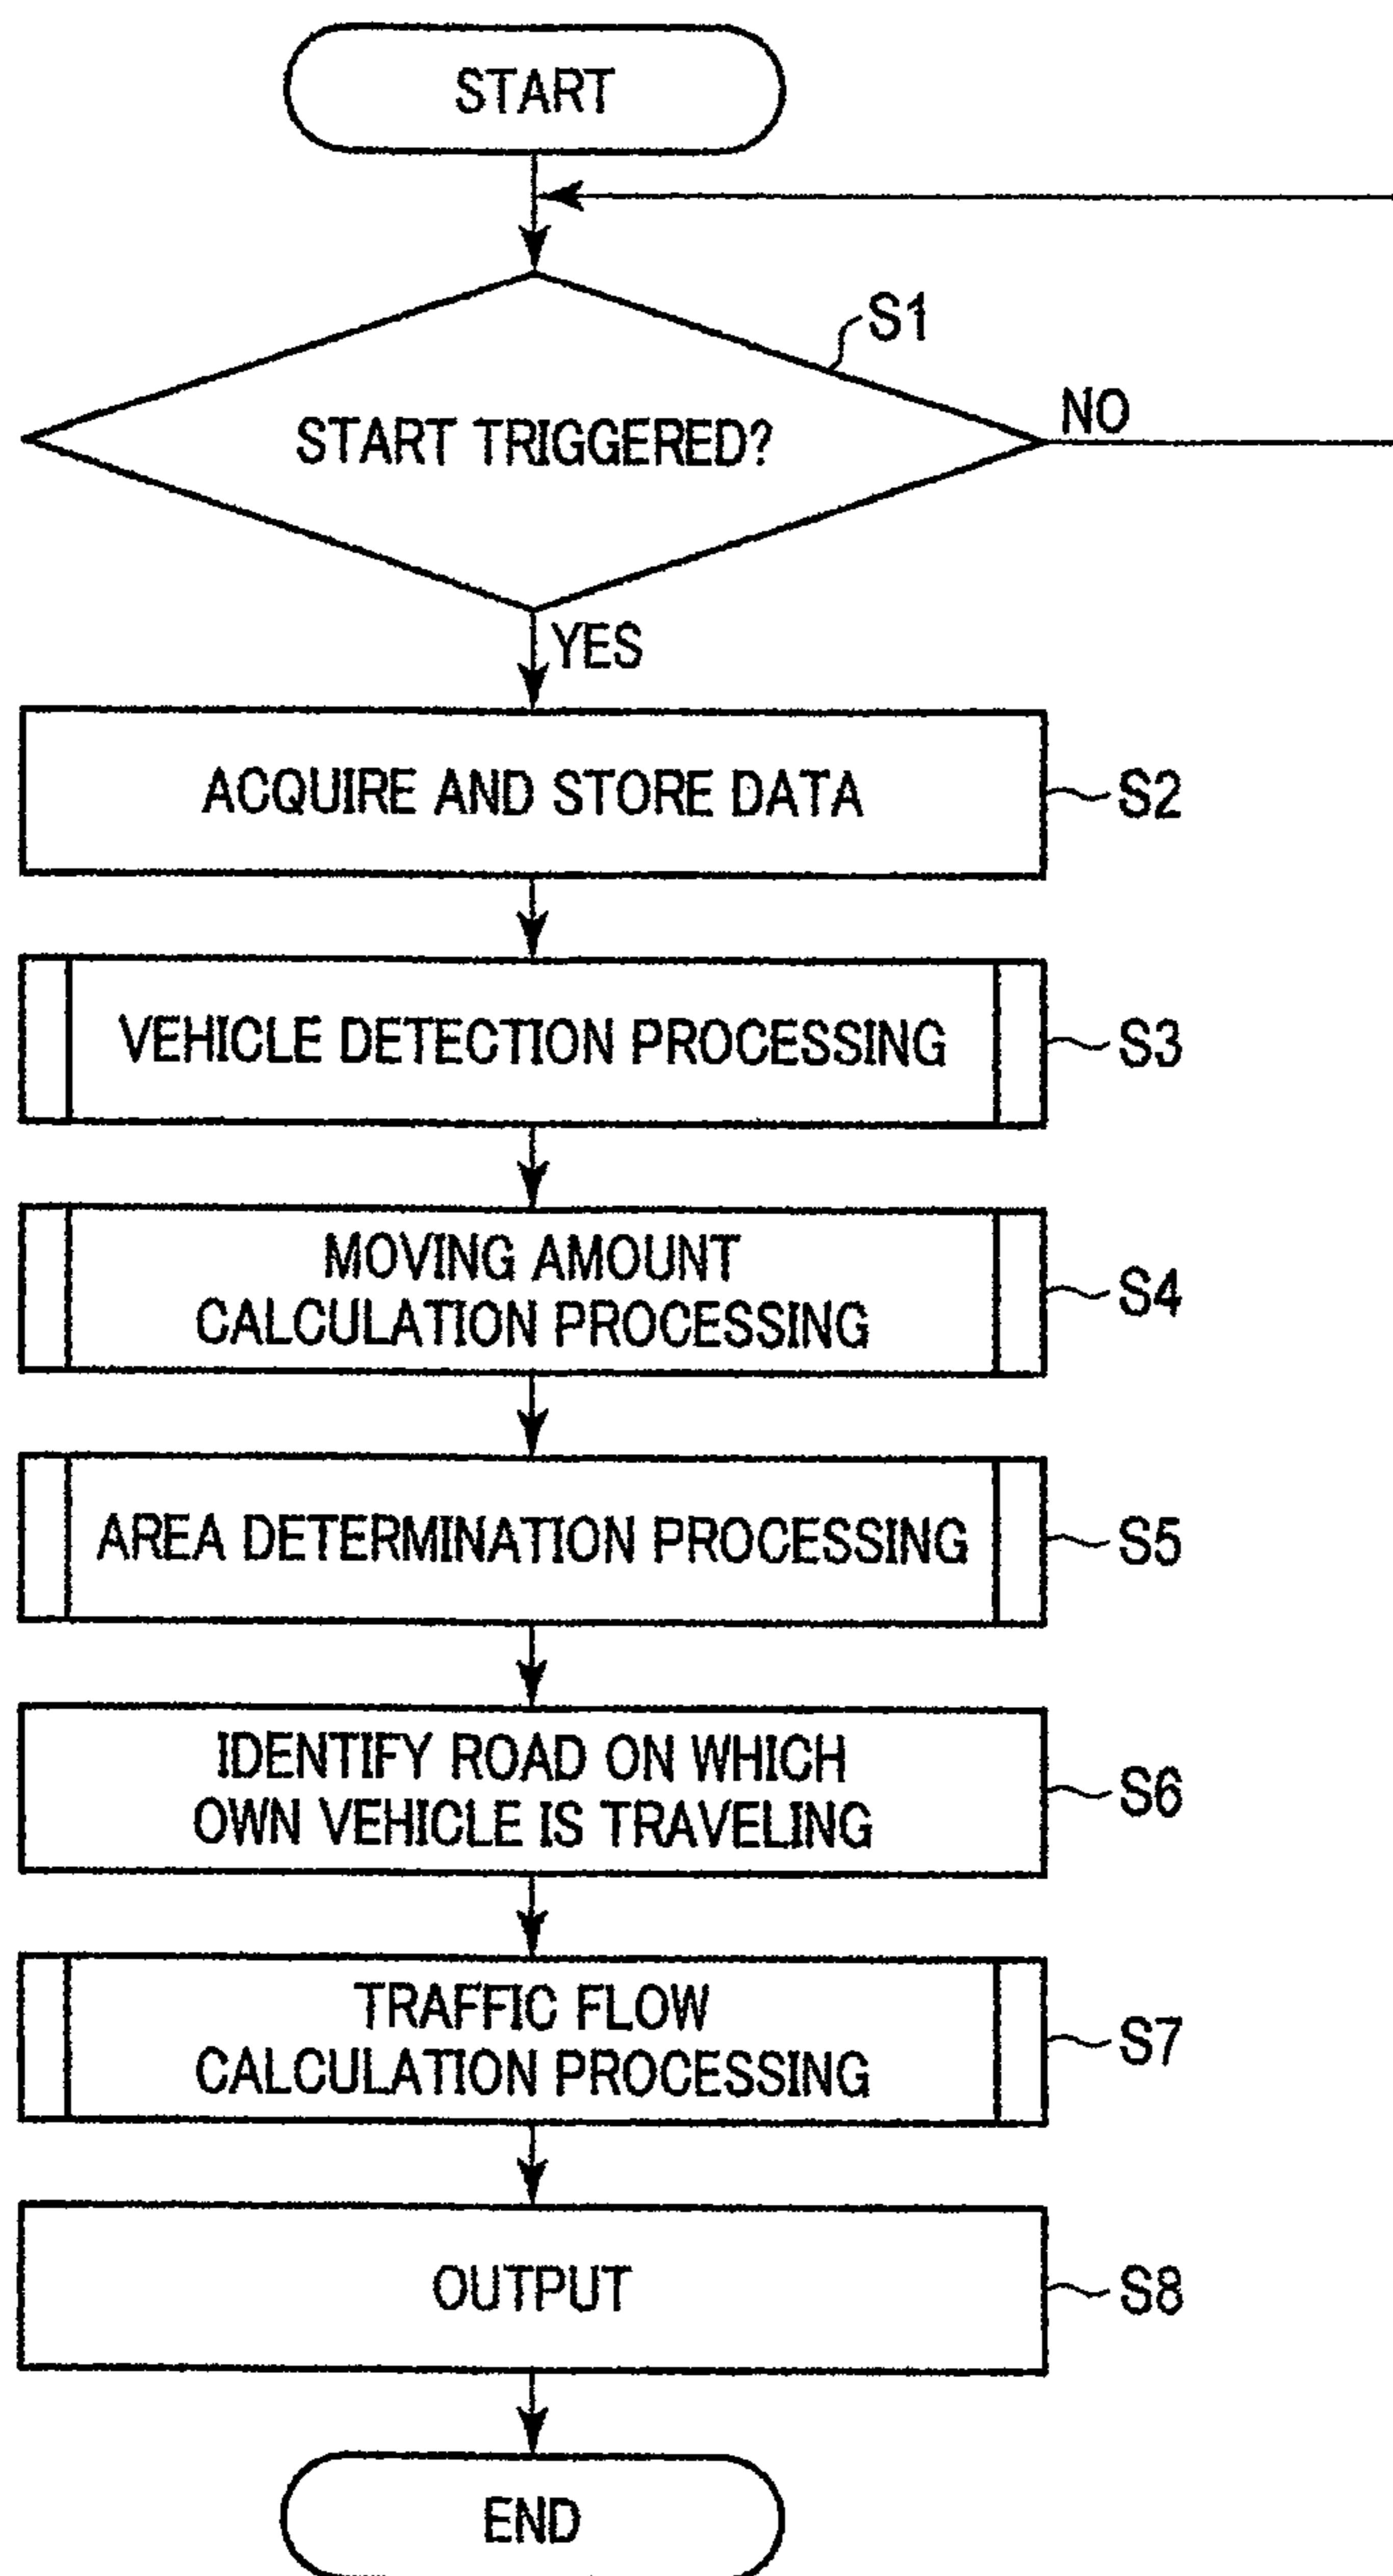 START
S1
START TRIGGERED?
NO
YES
ACQUIRE AND STORE DATA
S2
VEHICLE DETECTION PROCESSING
S3
MOVING AMOUNT
CALCULATION PROCESSING
S4
AREA DETERMINATION PROCESSING
S5
IDENTIFY ROAD ON WHICH
OWN VEHICLE IS TRAVELING
S6
TRAFFIC FLOW
CALCULATION PROCESSING
S7
OUTPUT
S8
END